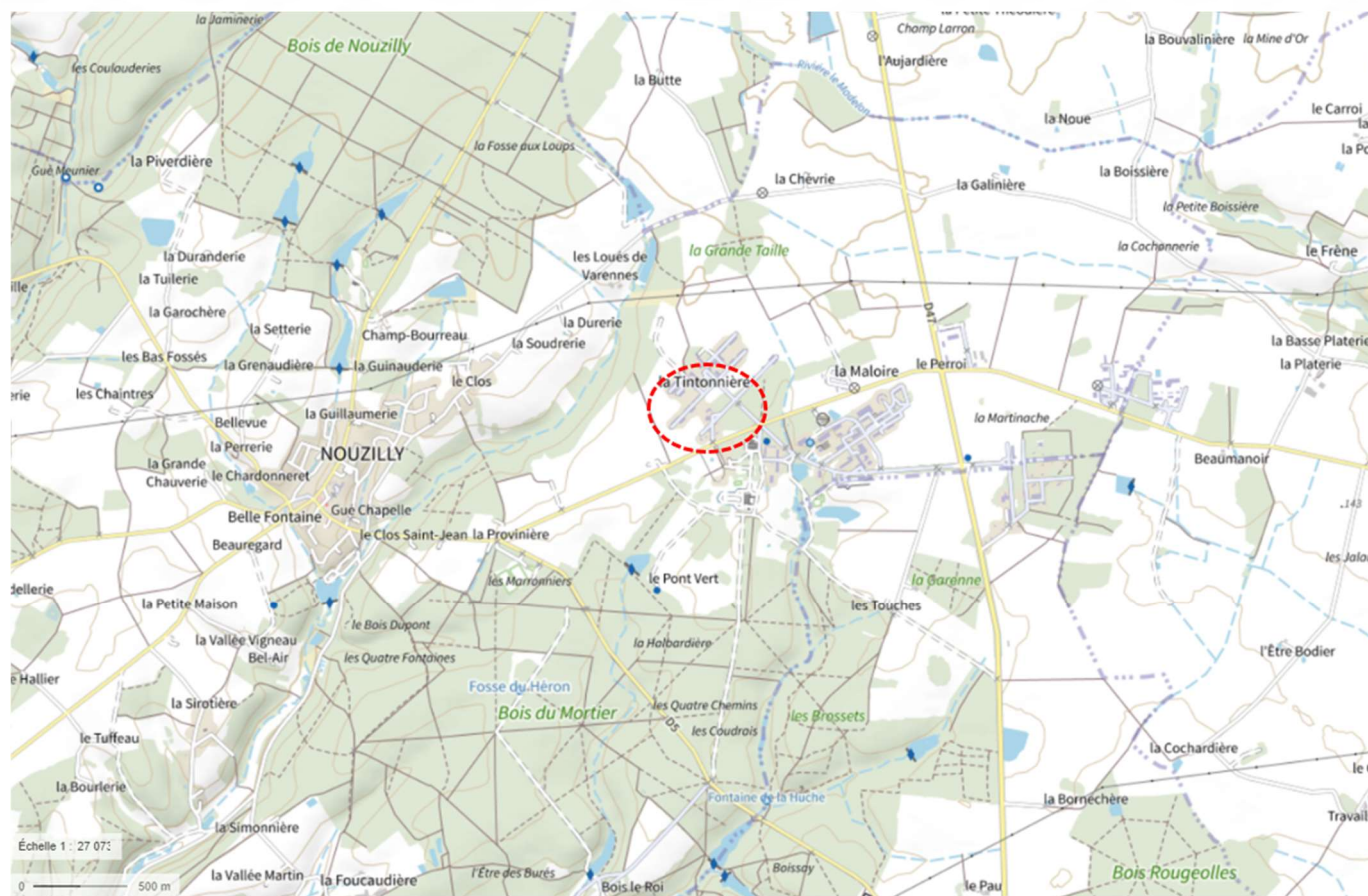 la Jaminerie
Bois de Nouzilly
les Coulauderies
la Butte
Champ Larron
l'Aujardière
la Bouvalinière
la Mine d'Or
Rivière le Madelon
le Carroi
la Noue
la Fosse aux Loups
la Piverdière
Gué Meunier
la Chèvrie
la Galinière
la Boissière
la Petite Boissière
la Duranderie
la Tuilerie
la Garochère
les Loués de
Varennes
la Grande Taille
la Cochonnerie
le Frêne
la Setterie
Champ-Bourreau
la Durerie
la Soudrerie
D47
la Basse Platerie
la Platerie
les Bas Fossés
la Grenaudière
la Guinauderie
le Clos
la Tintonnière
la Maloire
le Perroi
les Chaintres
la Guillaumerie
Bellevue
la Martinache
la Perrerie
NOUZILLY
la Grande
Chauverie
le Chardonneret
Beaumanoir
Belle Fontaine
Gué Chapelle
143
Beauregard
le Clos Saint-Jean
la Provinière
les Marronniers
le Pont Vert
la Garenne
la Petite Maison
les Touches
le Bois Dupont
la Vallée Vigneau
Bel-Air
la Holbardière
les Quatre Fontaines
l'Être Bodier
Fosse du Héron
Bois du Mortier
les Quatre Chemins
les Brossets
la Sirotière
D5
les Coudrais
le Tuffeau
la Cochardière
la Bourlerie
Fontaine de la Huche
la Bornechère
la Simonnière
Échelle 1 : 27 073
la Vallée Martin
la Foucaudière
l'Être des Burés
Bois le Roi
Boissay
le Pau
Bois Rougeolles
0
500 m